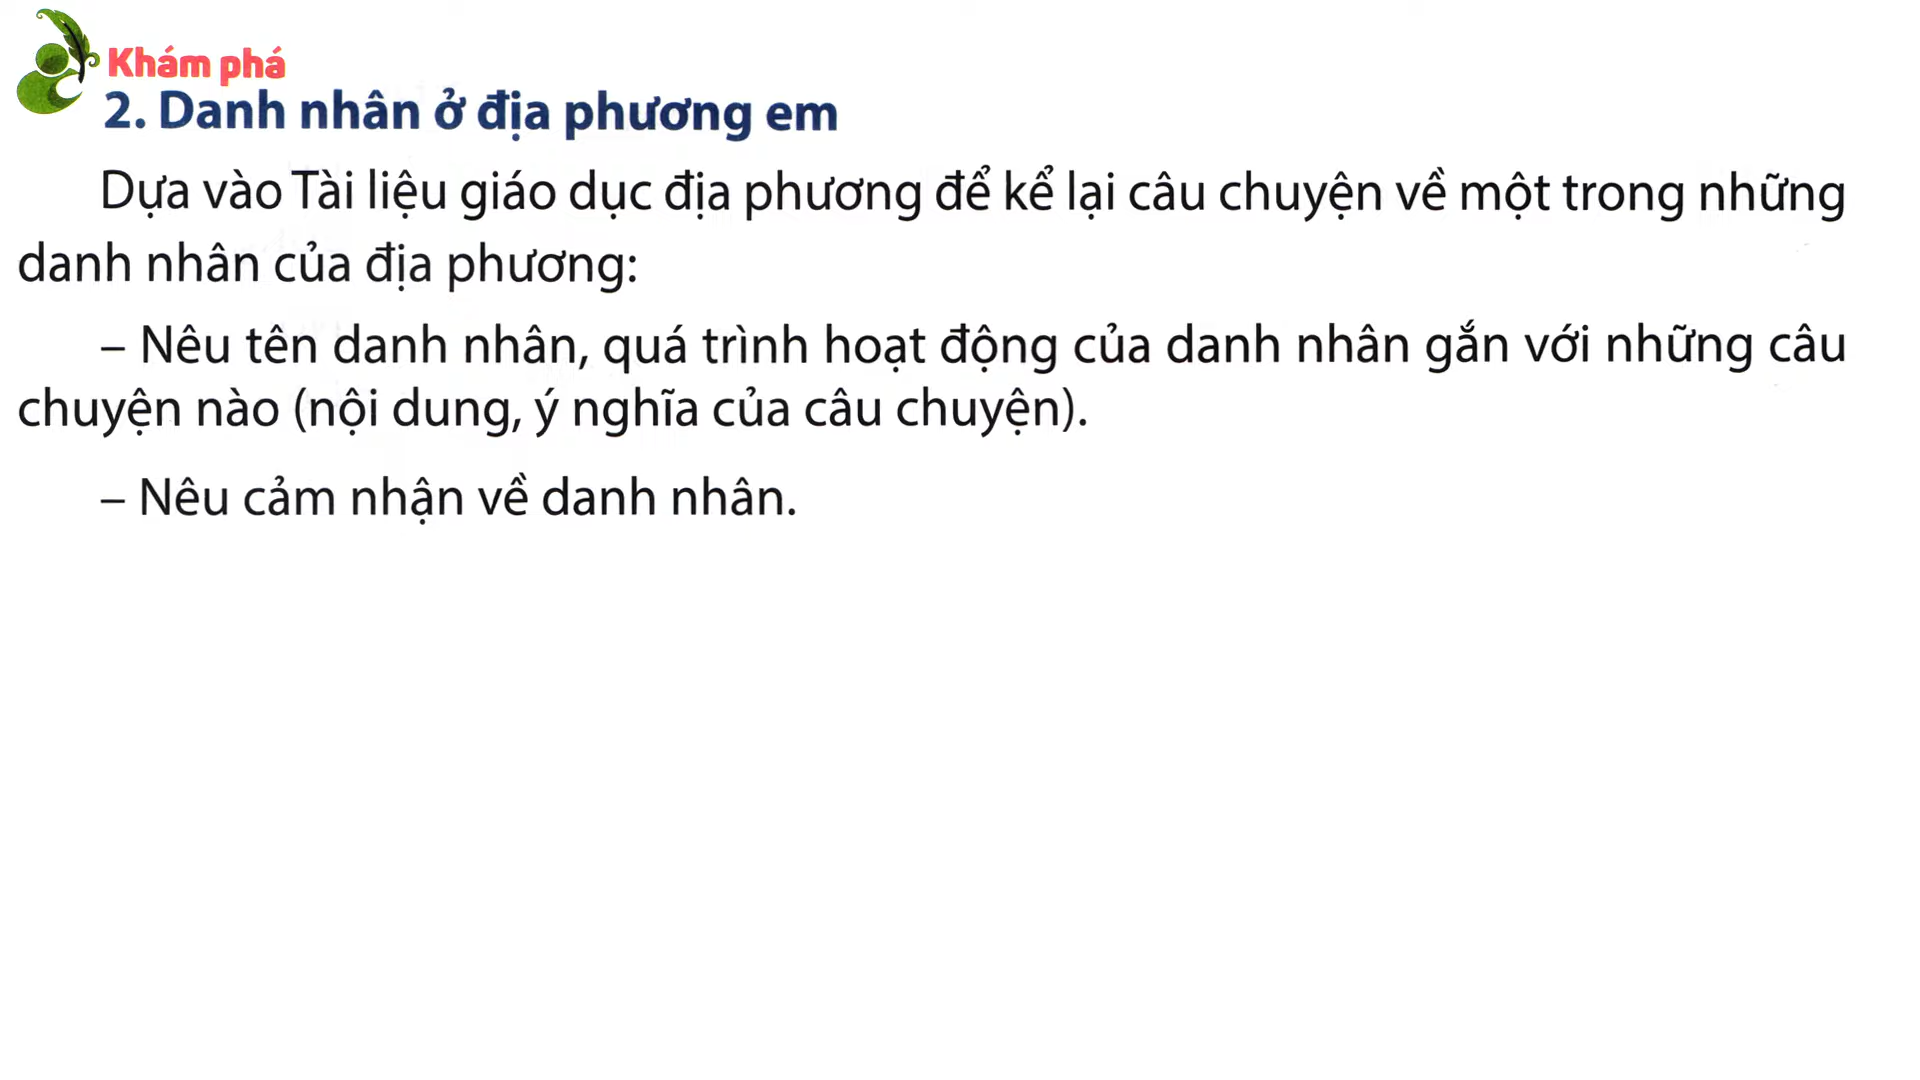 Khám phá
2. Danh nhân ở địa phương em
Dựa vào Tài liệu giáo dục địa phương để kể lại câu chuyện về một trong những
danh nhân của địa phương:
– Nêu tên danh nhân, quá trình hoạt động của danh nhân gắn với những câu
chuyện nào (nội dung, ý nghĩa của câu chuyện).
– Nêu cảm nhận về danh nhân.